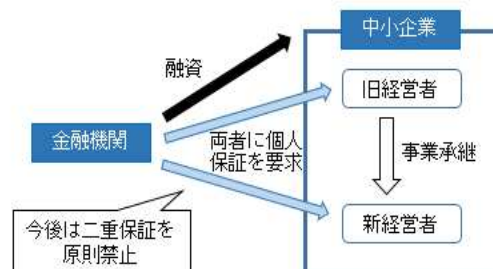 中小企業
融資
旧経営者
金融機関
両者に個人
保証を要求
事業承継
新経営者
今後は二重保証を
原則禁止